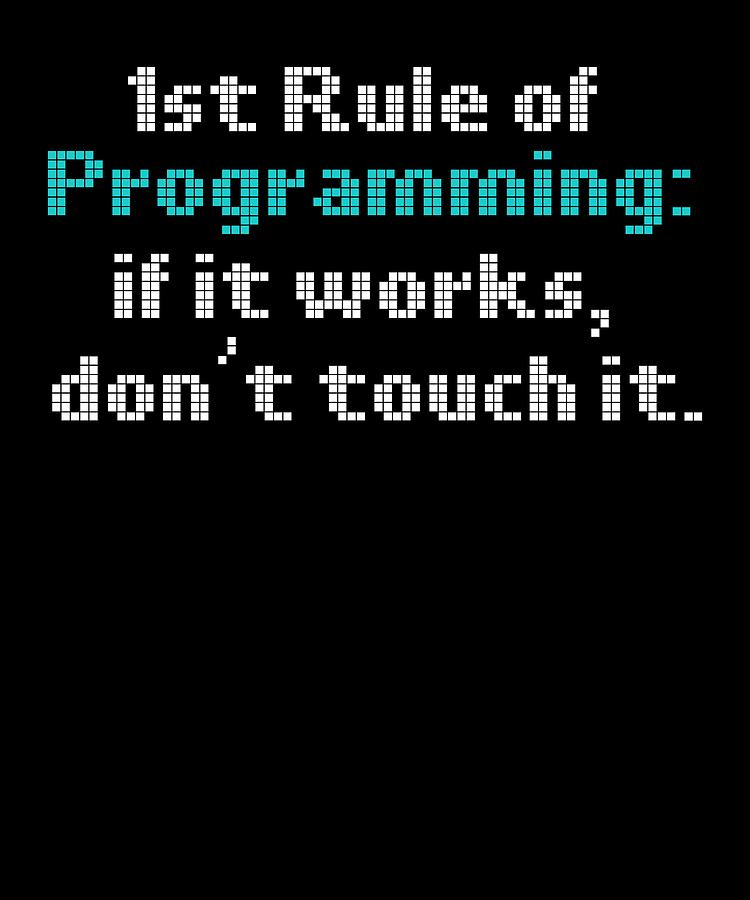 1st Rule of
Programming:
if it works,
don't touch it.